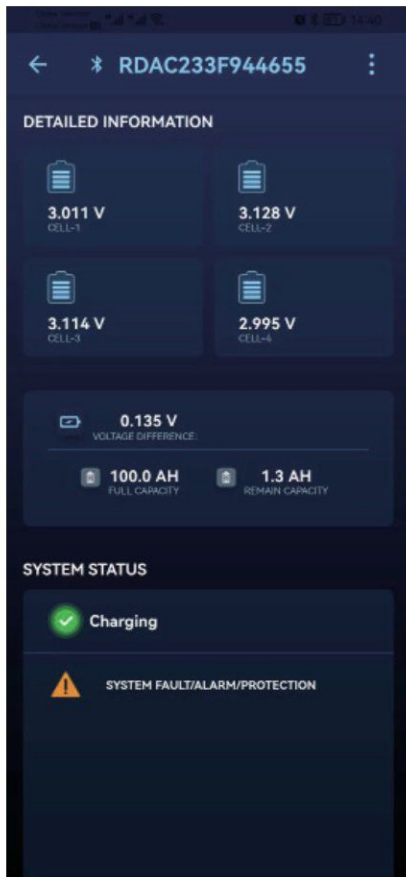 14:40
RDAC233F944655
DETAILED INFORMATION
3.011 V
CELL-1
3.128 V
CELL-2
3.114 V
CELL-3
2.995 V
CELL-4
0.135 V
VOLTAGE DIFFERENCE:
100.0 AH
FULL CAPACITY
1.3 AH
REMAIN CAPACITY
SYSTEM STATUS
Charging
SYSTEM FAULT/ALARM/PROTECTION